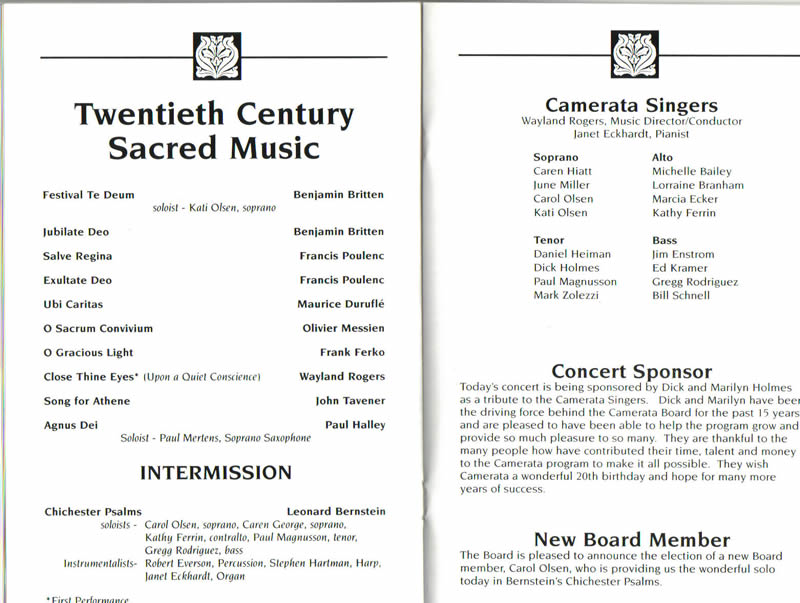 Twentieth Century
Sacred Music
Festival Te Deum Benjamin Britten
soloist - Kati Olsen, soprano
Jubilate Deo Benjamin Britten
Salve Regina Francis Poulenc
Exultate Deo Francis Poulenc
Ubi Caritas Maurice Duruflé
O Sacrum Convivium Olivier Messien
O Gracious Light Frank Ferko
Close Thine Eyes* (Upon a Quiet Conscience) Wayland Rogers
Song for Athene John Tavener
Agnus Dei Paul Halley
Soloist - Paul Mertens, Soprano Saxophone
INTERMISSION
Chichester Psalms Leonard Bernstein
soloists - Carol Olsen, soprano, Caren George, soprano,
Kathy Ferrin, contralto, Paul Magnusson, tenor,
Gregg Rodriguez, bass
Instrumentalists- Robert Everson, Percussion, Stephen Hartman, Harp,
Janet Eckhardt, Organ
*First Performance
Camerata Singers
Wayland Rogers, Music Director/Conductor
Janet Eckhardt, Pianist
Soprano Alto
Caren Hiatt Michelle Bailey
June Miller Lorraine Branham
Carol Olsen Marcia Ecker
Kati Olsen Kathy Ferrin
Tenor Bass
Daniel Heiman Jim Enstrom
Dick Holmes Ed Kramer
Paul Magnusson Gregg Rodriguez
Mark Zolezzi Bill Schnell
Concert Sponsor
Today's concert is being sponsored by Dick and Marilyn Holmes
as a tribute to the Camerata Singers. Dick and Marilyn have been
the driving force behind the Camerata Board for the past 15 years
and are pleased to have been able to help the program grow and
provide so much pleasure to so many. They are thankful to the
many people how have contributed their time, talent and money
to the Camerata program to make it all possible. They wish
Camerata a wonderful 20th birthday and hope for many more
years of success.
New Board Member
The Board is pleased to announce the election of a new Board
member, Carol Olsen, who is providing us the wonderful solo
today in Bernstein's Chichester Psalms.